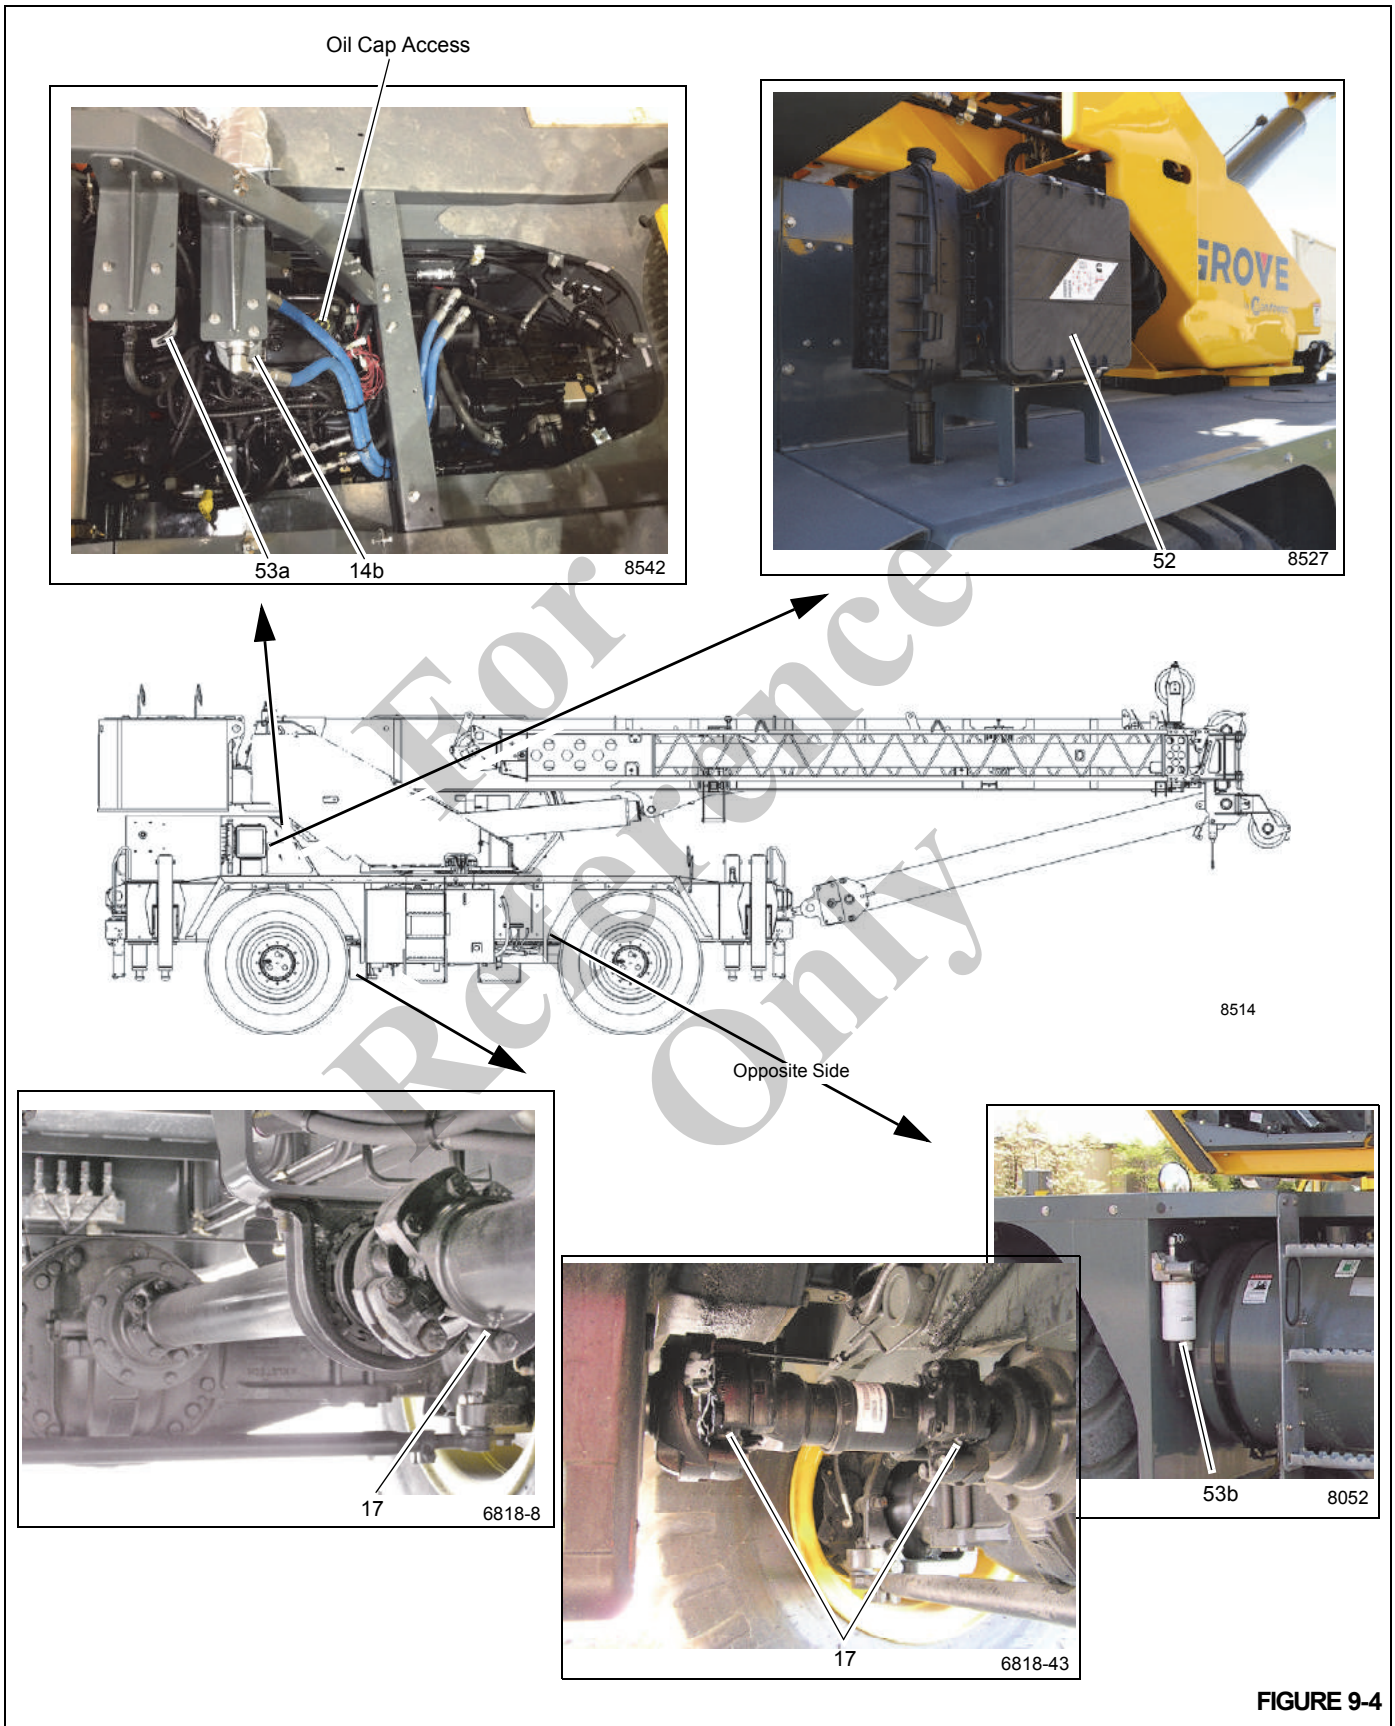 Oil Cap Access
53a
14b
8542
GROVE
52
8527
For
Reference
Only
8514
Opposite Side
17
6818-8
17
6818-43
53b
8052
FIGURE 9-4